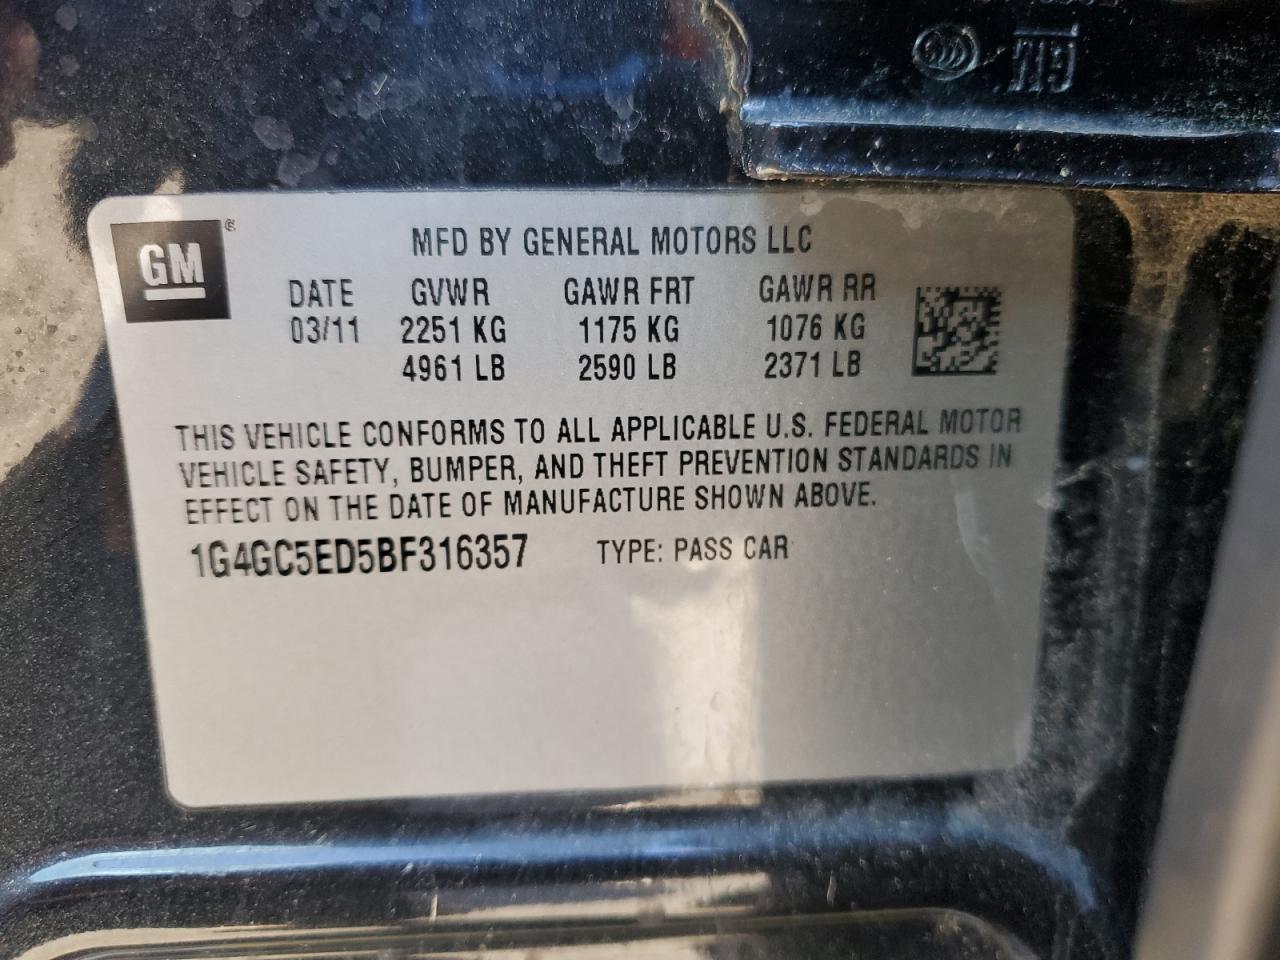 GM
MFD BY GENERAL MOTORS LLC
DATE GVWR GAWR FRT GAWR RR
03/11 2251 KG 1175 KG 1076 KG
4961 LB 2590 LB 2371 LB
THIS VEHICLE CONFORMS TO ALL APPLICABLE U.S. FEDERAL MOTOR
VEHICLE SAFETY, BUMPER, AND THEFT PREVENTION STANDARDS IN
EFFECT ON THE DATE OF MANUFACTURE SHOWN ABOVE.
1G4GC5ED5BF316357 TYPE: PASS CAR